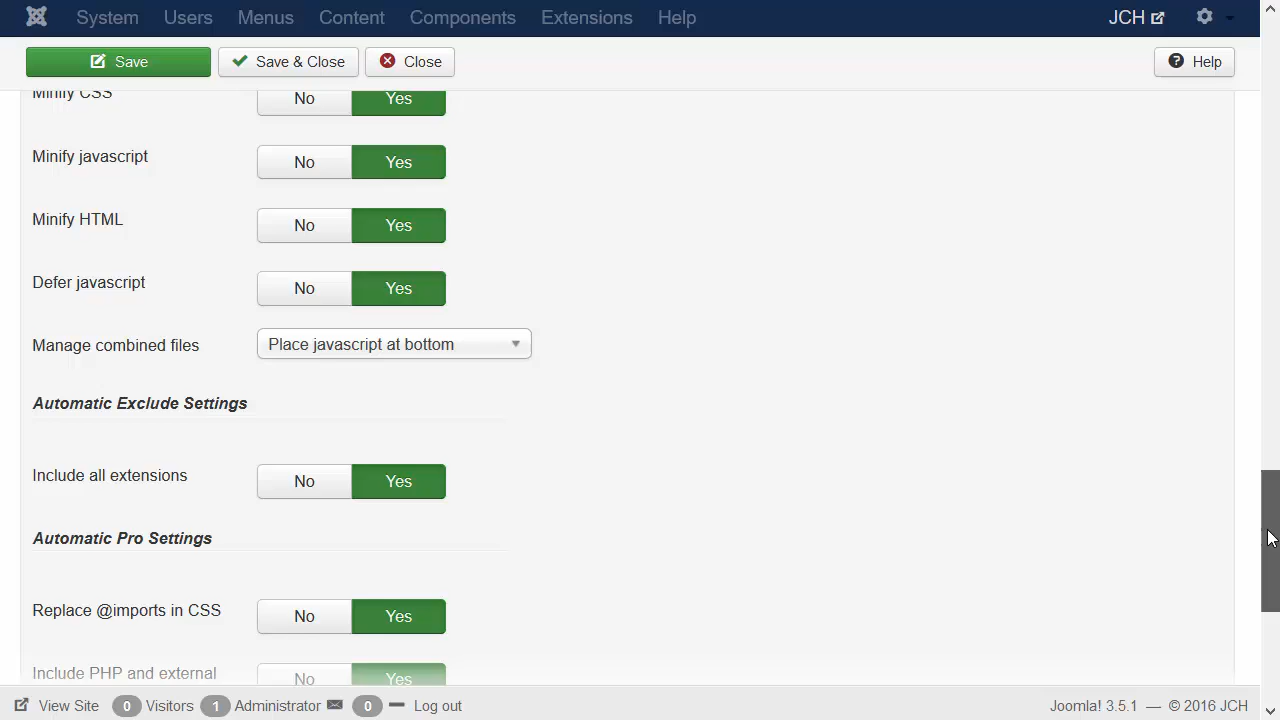 System Users Menus Content Components Extensions Help JCH
Save Save & Close Close Help
Minify CSS No Yes
Minify javascript No Yes
Minify HTML No Yes
Defer javascript No Yes
Manage combined files Place javascript at bottom
Automatic Exclude Settings
Include all extensions No Yes
Automatic Pro Settings
Replace @imports in CSS No Yes
Include PHP and external No Yes
View Site 0 Visitors 1 Administrator 0 Log out Joomla! 3.5.1 — © 2016 JCH